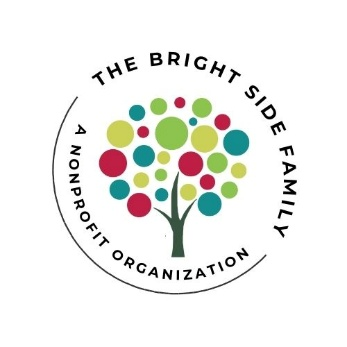 THE BRIGHT SIDE FAMILY
A NONPROFIT ORGANIZATION